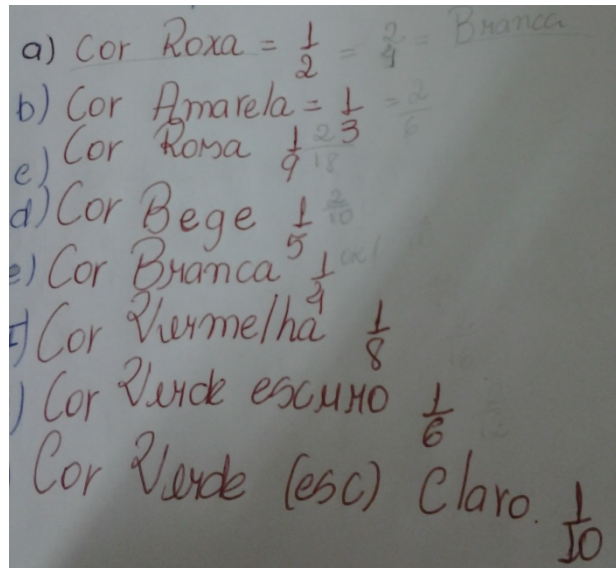 a) Cor Roxa = 1/2 = 2/4 = Branca
b) Cor Amarela = 1/3 = 2/6
c) Cor Rosa 1/9 2/18
d) Cor Bege 1/5 2/10
e) Cor Branca 1/4
Cor Vermelha 1/8
) Cor Verde escuro 1/6
Cor Verde (esc) Claro. 1/10